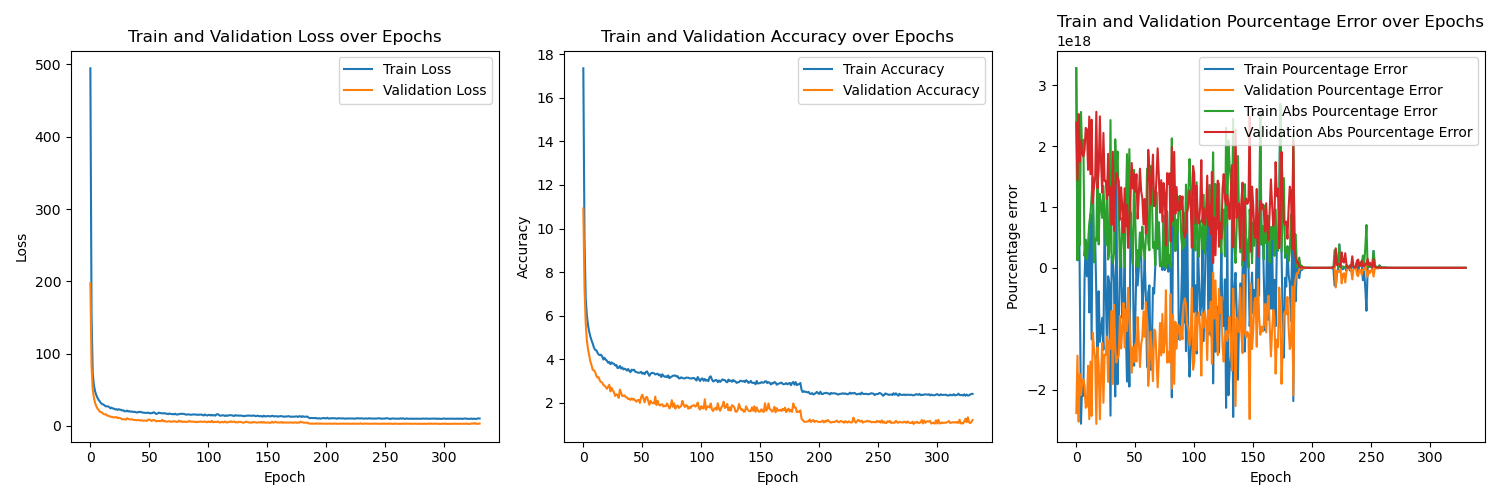 Train and Validation Loss over Epochs
Train Loss
Validation Loss
Loss
500
400
300
200
100
0
0 50 100 150 200 250 300
Epoch
Train and Validation Accuracy over Epochs
Train Accuracy
Validation Accuracy
Accuracy
18
16
14
12
10
8
6
4
2
0 50 100 150 200 250 300
Epoch
Train and Validation Pourcentage Error over Epochs
1e18
Train Pourcentage Error
Validation Pourcentage Error
Train Abs Pourcentage Error
Validation Abs Pourcentage Error
Pourcentage error
3
2
1
0
−1
−2
0 50 100 150 200 250 300
Epoch